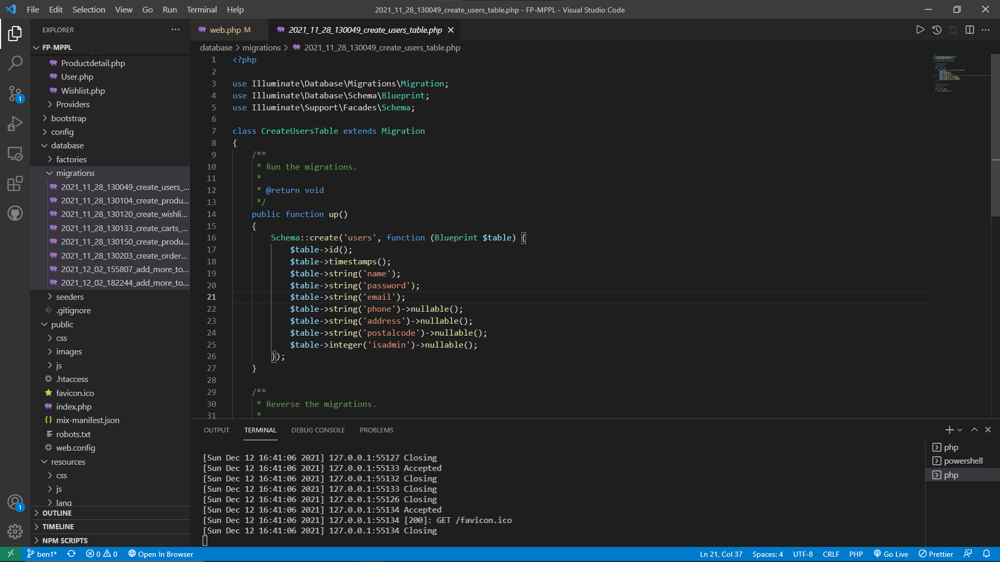 File Edit Selection View Go Run Terminal Help
2021_11_28_130049_create_users_table.php - FP-MPPL - Visual Studio Code
EXPLORER
FP-MPPL
Productdetail.php
User.php
Wishlist.php
Providers
bootstrap
config
database
factories
migrations
2021_11_28_130049_create_users_...
2021_11_28_130104_create_produ...
2021_11_28_130120_create_wishli...
2021_11_28_130133_create_carts_...
2021_11_28_130150_create_produ...
2021_11_28_130203_create_order...
2021_12_02_155807_add_more_to...
2021_12_02_182244_add_more_to...
seeders
.gitignore
public
css
images
js
.htaccess
favicon.ico
index.php
mix-manifest.json
robots.txt
web.config
resources
css
js
lang
OUTLINE
TIMELINE
NPM SCRIPTS
web.php M
2021_11_28_130049_create_users_table.php
database > migrations > 2021_11_28_130049_create_users_table.php
1 <?php
2
3 use Illuminate\Database\Migrations\Migration;
4 use Illuminate\Database\Schema\Blueprint;
5 use Illuminate\Support\Facades\Schema;
6
7 class CreateUsersTable extends Migration
8 {
9 /**
10 * Run the migrations.
11 *
12 * @return void
13 */
14 public function up()
15 {
16 Schema::create('users', function (Blueprint $table) {
17 $table->id();
18 $table->timestamps();
19 $table->string('name');
20 $table->string('password');
21 $table->string('email');
22 $table->string('phone')->nullable();
23 $table->string('address')->nullable();
24 $table->string('postalcode')->nullable();
25 $table->integer('isadmin')->nullable();
26 });
27 }
28
29 /**
30 * Reverse the migrations.
31 *
OUTPUT TERMINAL DEBUG CONSOLE PROBLEMS
[Sun Dec 12 16:41:06 2021] 127.0.0.1:55127 Closing
[Sun Dec 12 16:41:06 2021] 127.0.0.1:55133 Accepted
[Sun Dec 12 16:41:06 2021] 127.0.0.1:55132 Closing
[Sun Dec 12 16:41:06 2021] 127.0.0.1:55133 Closing
[Sun Dec 12 16:41:06 2021] 127.0.0.1:55126 Closing
[Sun Dec 12 16:41:06 2021] 127.0.0.1:55134 Accepted
[Sun Dec 12 16:41:06 2021] 127.0.0.1:55134 [200]: GET /favicon.ico
[Sun Dec 12 16:41:06 2021] 127.0.0.1:55134 Closing
php
powershell
php
1
1
ben1* 0 0 Open In Browser
Ln 21, Col 37 Spaces: 4 UTF-8 CRLF PHP Go Live Prettier